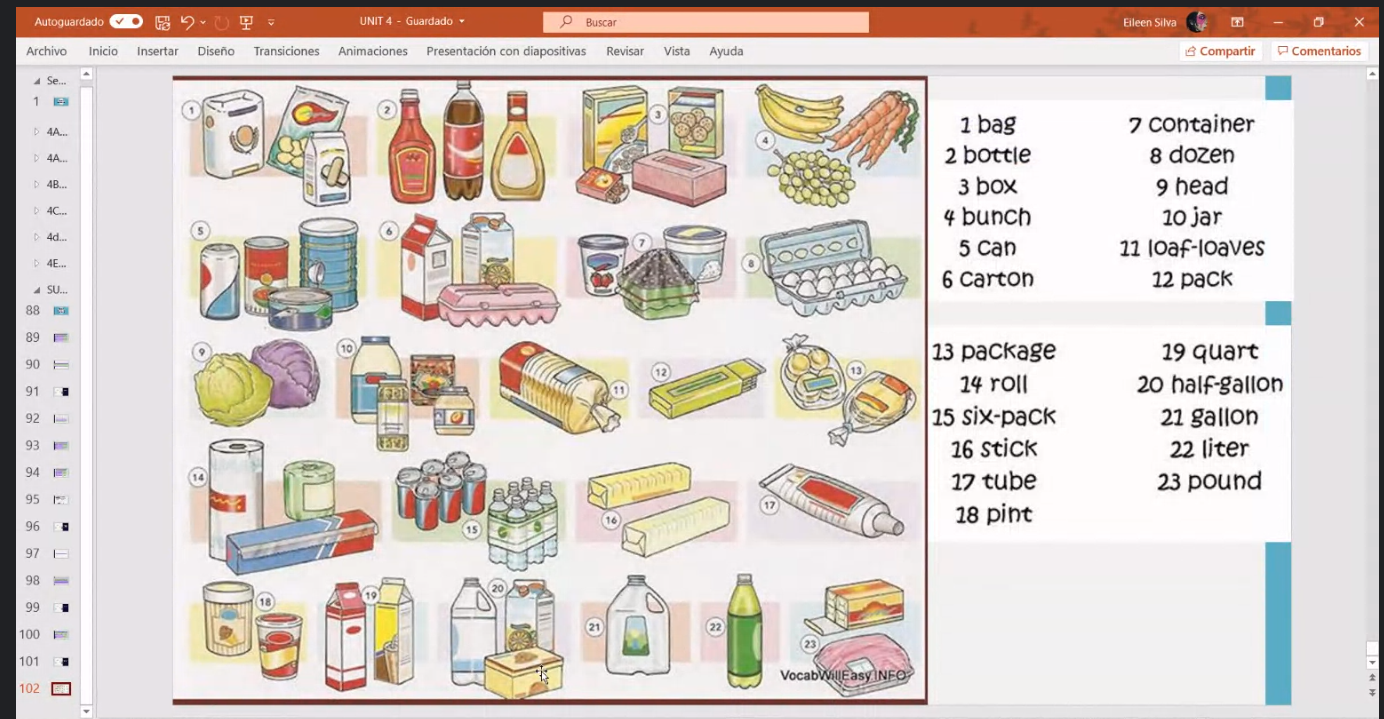 Autoguardado
UNIT 4 - Guardado
Buscar
Eileen Silva
Archivo Inicio Insertar Diseño Transiciones Animaciones Presentación con diapositivas Revisar Vista Ayuda
Compartir Comentarios
Se...
1
4A...
4A...
4B...
4C...
4d...
4E...
SU...
88
89
90
91
92
93
94
95
96
97
98
99
100
101
102
1
2
3
4
5
6
7
8
9
10
11
12
13
14
15
16
17
18
19
20
21
22
23
VocabWillEasy INFO
1 bag
2 bottle
3 box
4 bunch
5 can
6 carton
7 container
8 dozen
9 head
10 jar
11 loaf-loaves
12 pack
13 package
14 roll
15 six-pack
16 stick
17 tube
18 pint
19 quart
20 half-gallon
21 gallon
22 liter
23 pound